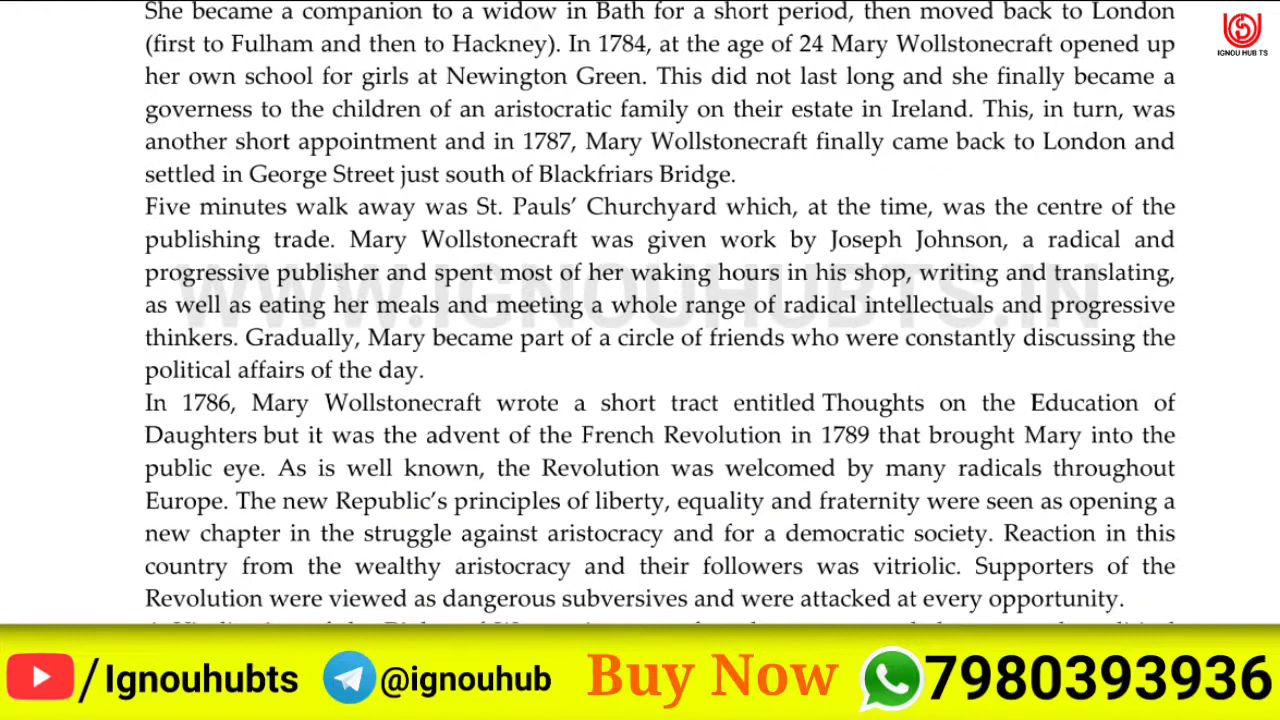 She became a companion to a widow in Bath for a short period, then moved back to London
(first to Fulham and then to Hackney). In 1784, at the age of 24 Mary Wollstonecraft opened up
her own school for girls at Newington Green. This did not last long and she finally became a
governess to the children of an aristocratic family on their estate in Ireland. This, in turn, was
another short appointment and in 1787, Mary Wollstonecraft finally came back to London and
settled in George Street just south of Blackfriars Bridge.
Five minutes walk away was St. Pauls’ Churchyard which, at the time, was the centre of the
publishing trade. Mary Wollstonecraft was given work by Joseph Johnson, a radical and
progressive publisher and spent most of her waking hours in his shop, writing and translating,
as well as eating her meals and meeting a whole range of radical intellectuals and progressive
thinkers. Gradually, Mary became part of a circle of friends who were constantly discussing the
political affairs of the day.
In 1786, Mary Wollstonecraft wrote a short tract entitled Thoughts on the Education of
Daughters but it was the advent of the French Revolution in 1789 that brought Mary into the
public eye. As is well known, the Revolution was welcomed by many radicals throughout
Europe. The new Republic’s principles of liberty, equality and fraternity were seen as opening a
new chapter in the struggle against aristocracy and for a democratic society. Reaction in this
country from the wealthy aristocracy and their followers was vitriolic. Supporters of the
Revolution were viewed as dangerous subversives and were attacked at every opportunity.
WWW.IGNOUHUBTS.IN
IGNOU HUB TS
/Ignouhubts @ignouhub Buy Now 7980393936